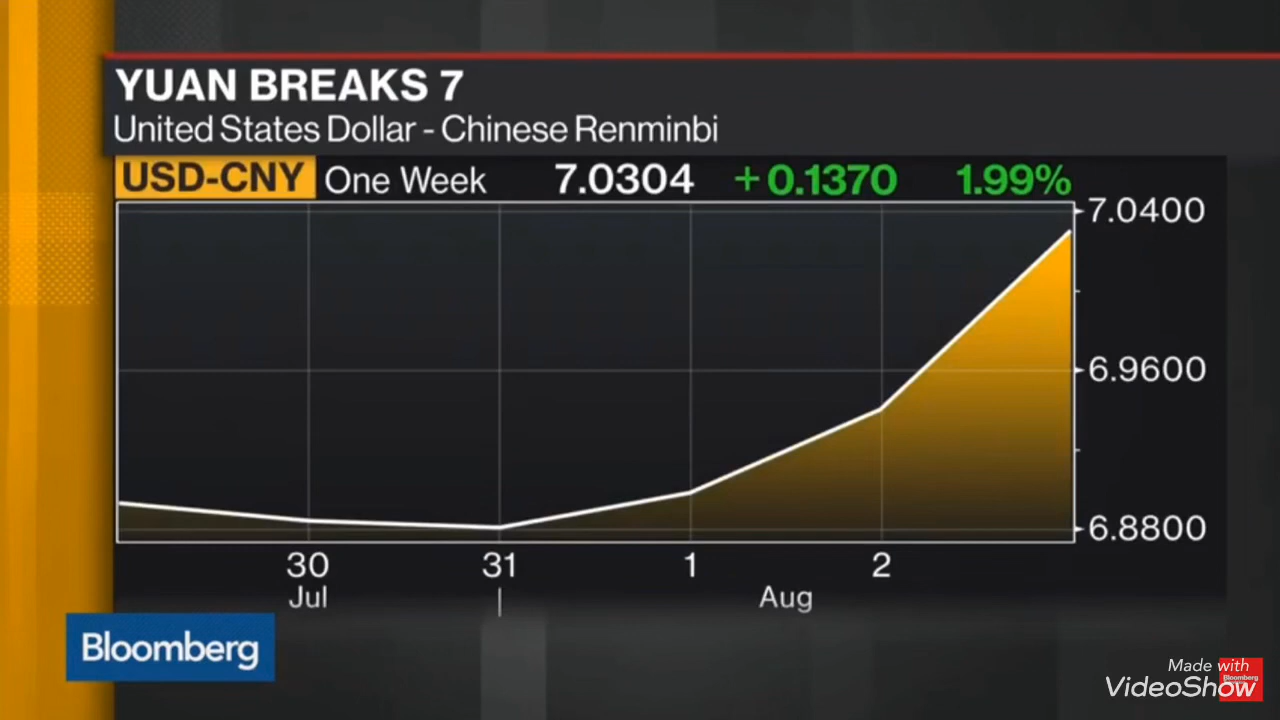 YUAN BREAKS 7
United States Dollar - Chinese Renminbi
USD-CNY One Week 7.0304 +0.1370 1.99%
7.0400
6.9600
6.8800
30 31 1 2
Jul | Aug
Bloomberg
Made with
VideoShow
Bloomberg